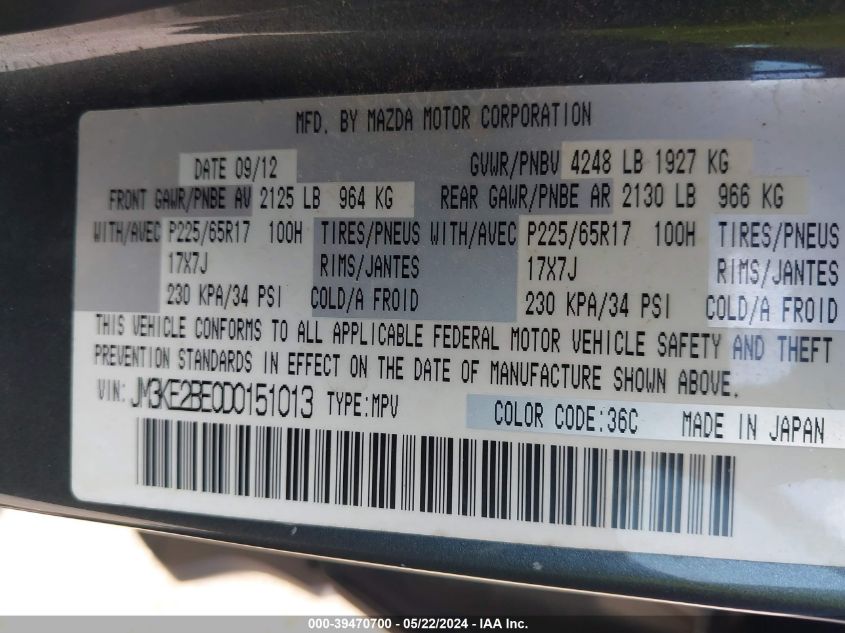 MFD. BY MAZDA MOTOR CORPORATION
DATE 09/12 GVWR/PNBV 4248 LB 1927 KG
FRONT GAWR/PNBE AV 2125 LB 964 KG REAR GAWR/PNBE AR 2130 LB 966 KG
WITH/AVEC P225/65R17 100H TIRES/PNEUS WITH/AVEC P225/65R17 100H TIRES/PNEUS
17X7J RIMS/JANTES 17X7J RIMS/JANTES
230 KPA/34 PSI COLD/A FROID 230 KPA/34 PSI COLD/A FROID
THIS VEHICLE CONFORMS TO ALL APPLICABLE FEDERAL MOTOR VEHICLE SAFETY AND THEFT
PREVENTION STANDARDS IN EFFECT ON THE DATE OF MANUFACTURE SHOWN ABOVE.
VIN: JM3KE2BE0D0151013 TYPE:MPV
COLOR CODE:36C MADE IN JAPAN
000-39470700 - 05/22/2024 - IAA Inc.